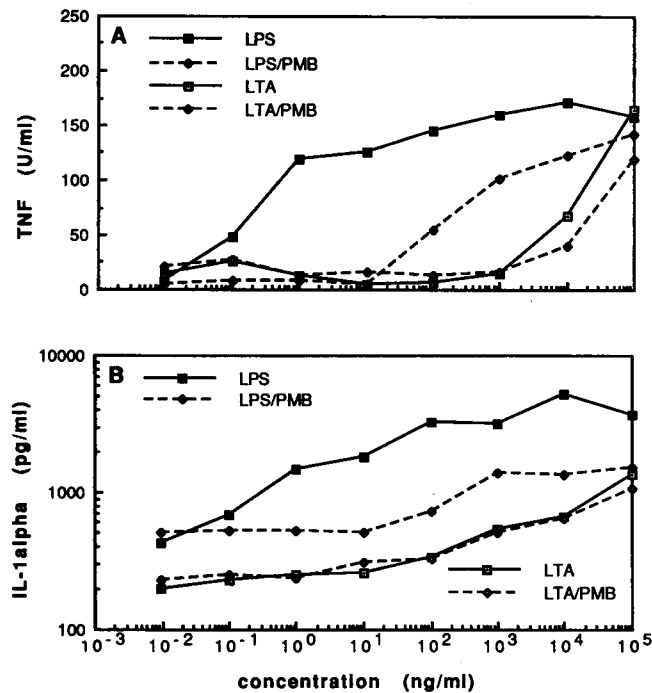 A
LPS
LPS/PMB
LTA
LTA/PMB
250
200
150
100
50
0
TNF (U/ml)
B
LPS
LPS/PMB
LTA
LTA/PMB
10000
1000
100
IL-1alpha (pg/ml)
10⁻³ 10⁻² 10⁻¹ 10⁰ 10¹ 10² 10³ 10⁴ 10⁵
concentration (ng/ml)